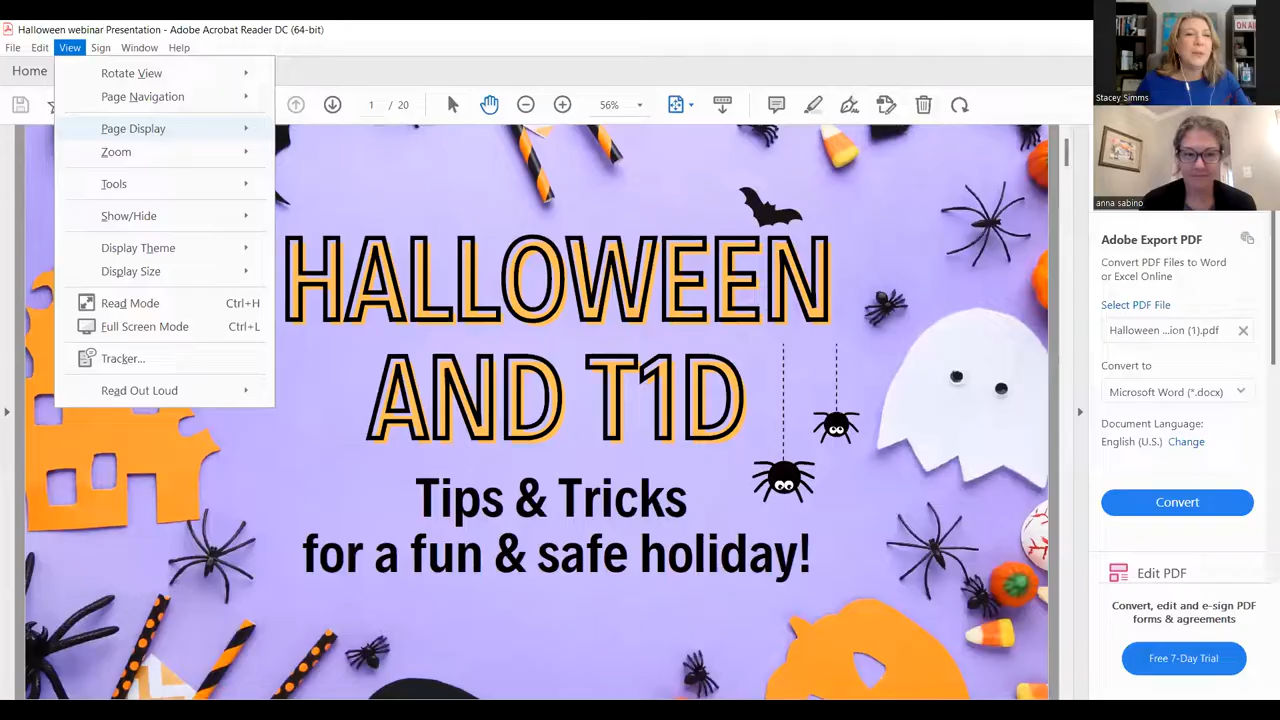 Halloween webinar Presentation - Adobe Acrobat Reader DC (64-bit)
File Edit View Sign Window Help
Home
Rotate View
Page Navigation
Page Display
Zoom
Tools
Show/Hide
Display Theme
Display Size
Read Mode Ctrl+H
Full Screen Mode Ctrl+L
Tracker...
Read Out Loud
1 / 28
56%
HALLOWEEN
AND T1D
Tips & Tricks
for a fun & safe holiday!
Stacey Simms
anna sabino
Adobe Export PDF
Convert PDF Files to Word
or Excel Online
Select PDF File
Halloween ...ion (1).pdf
Convert to
Microsoft Word (*.docx)
Document Language:
English (U.S.) Change
Convert
Edit PDF
Convert, edit and e-sign PDF
forms & agreements
Free 7-Day Trial